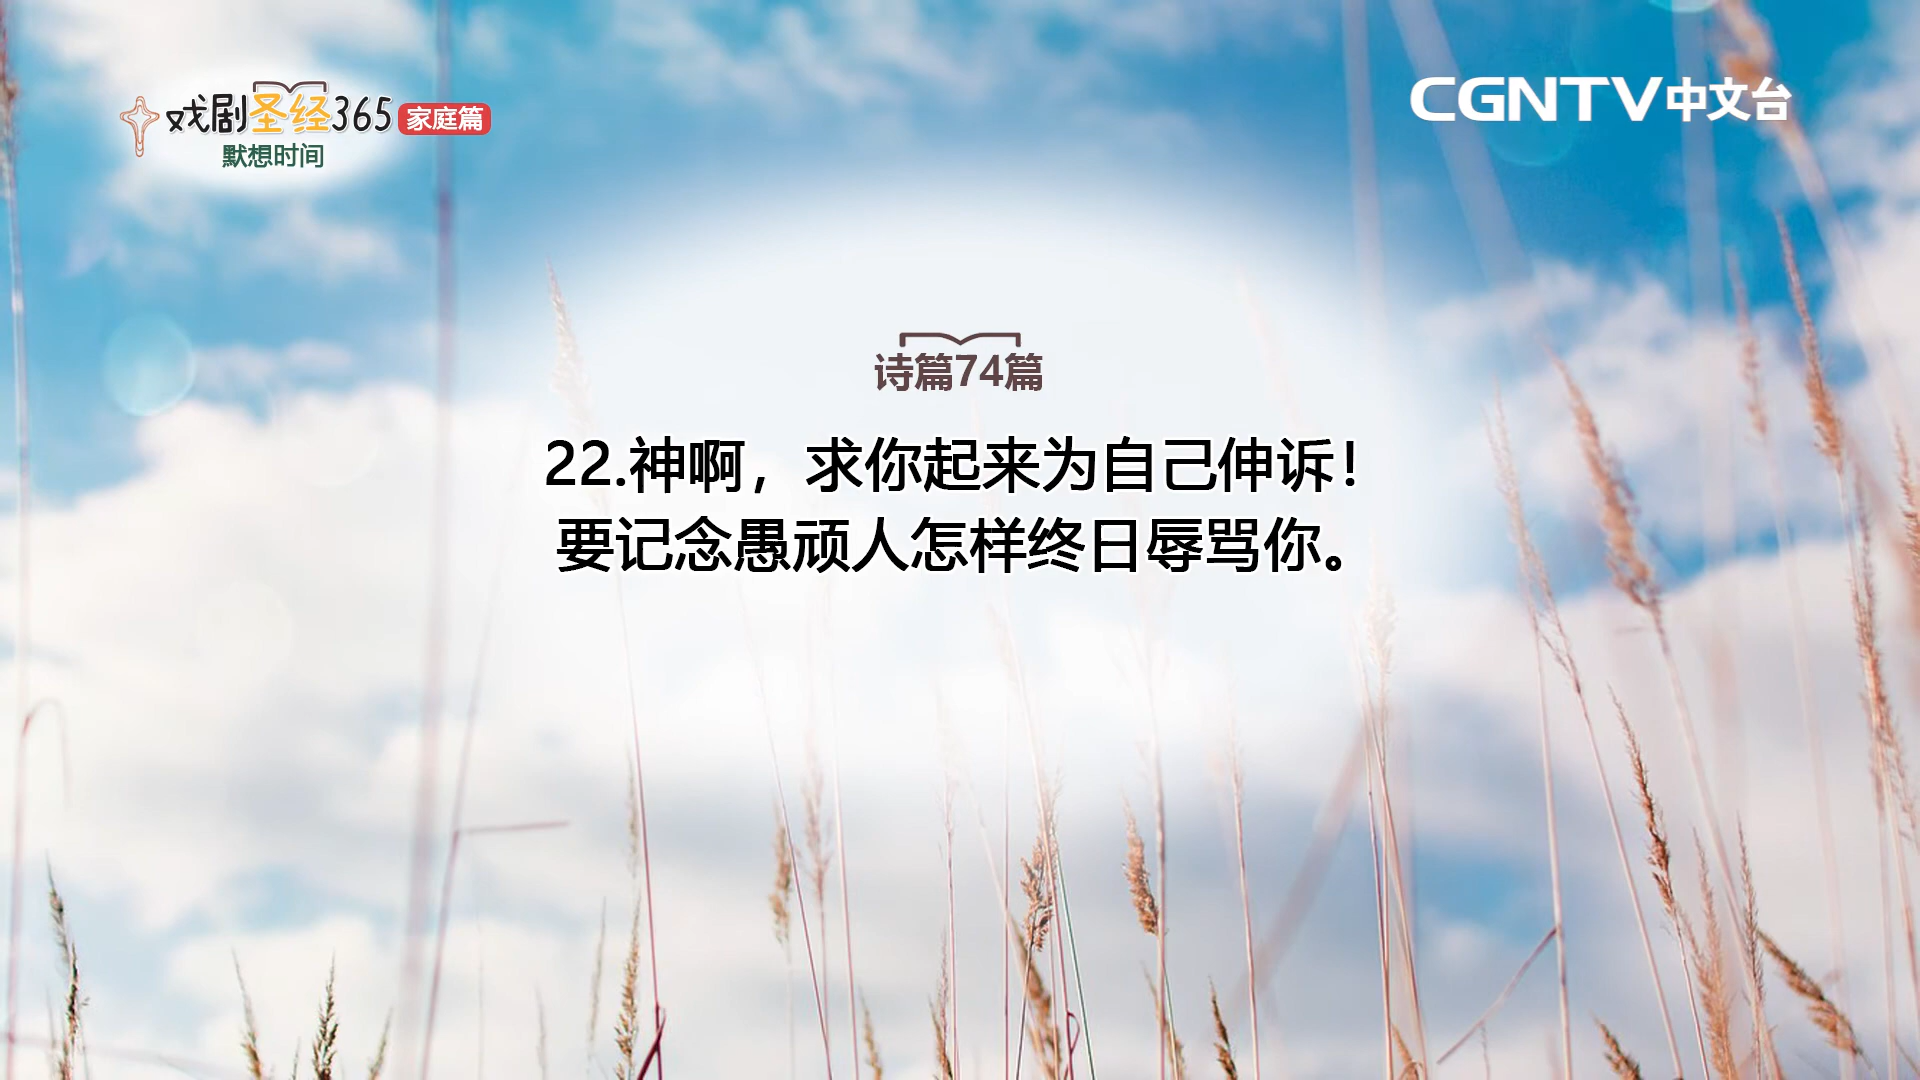 戏剧圣经365 家庭篇
默想时间
CGNTV中文台
诗篇74篇
22.神啊，求你起来为自己伸诉！
要记念愚顽人怎样终日辱骂你。